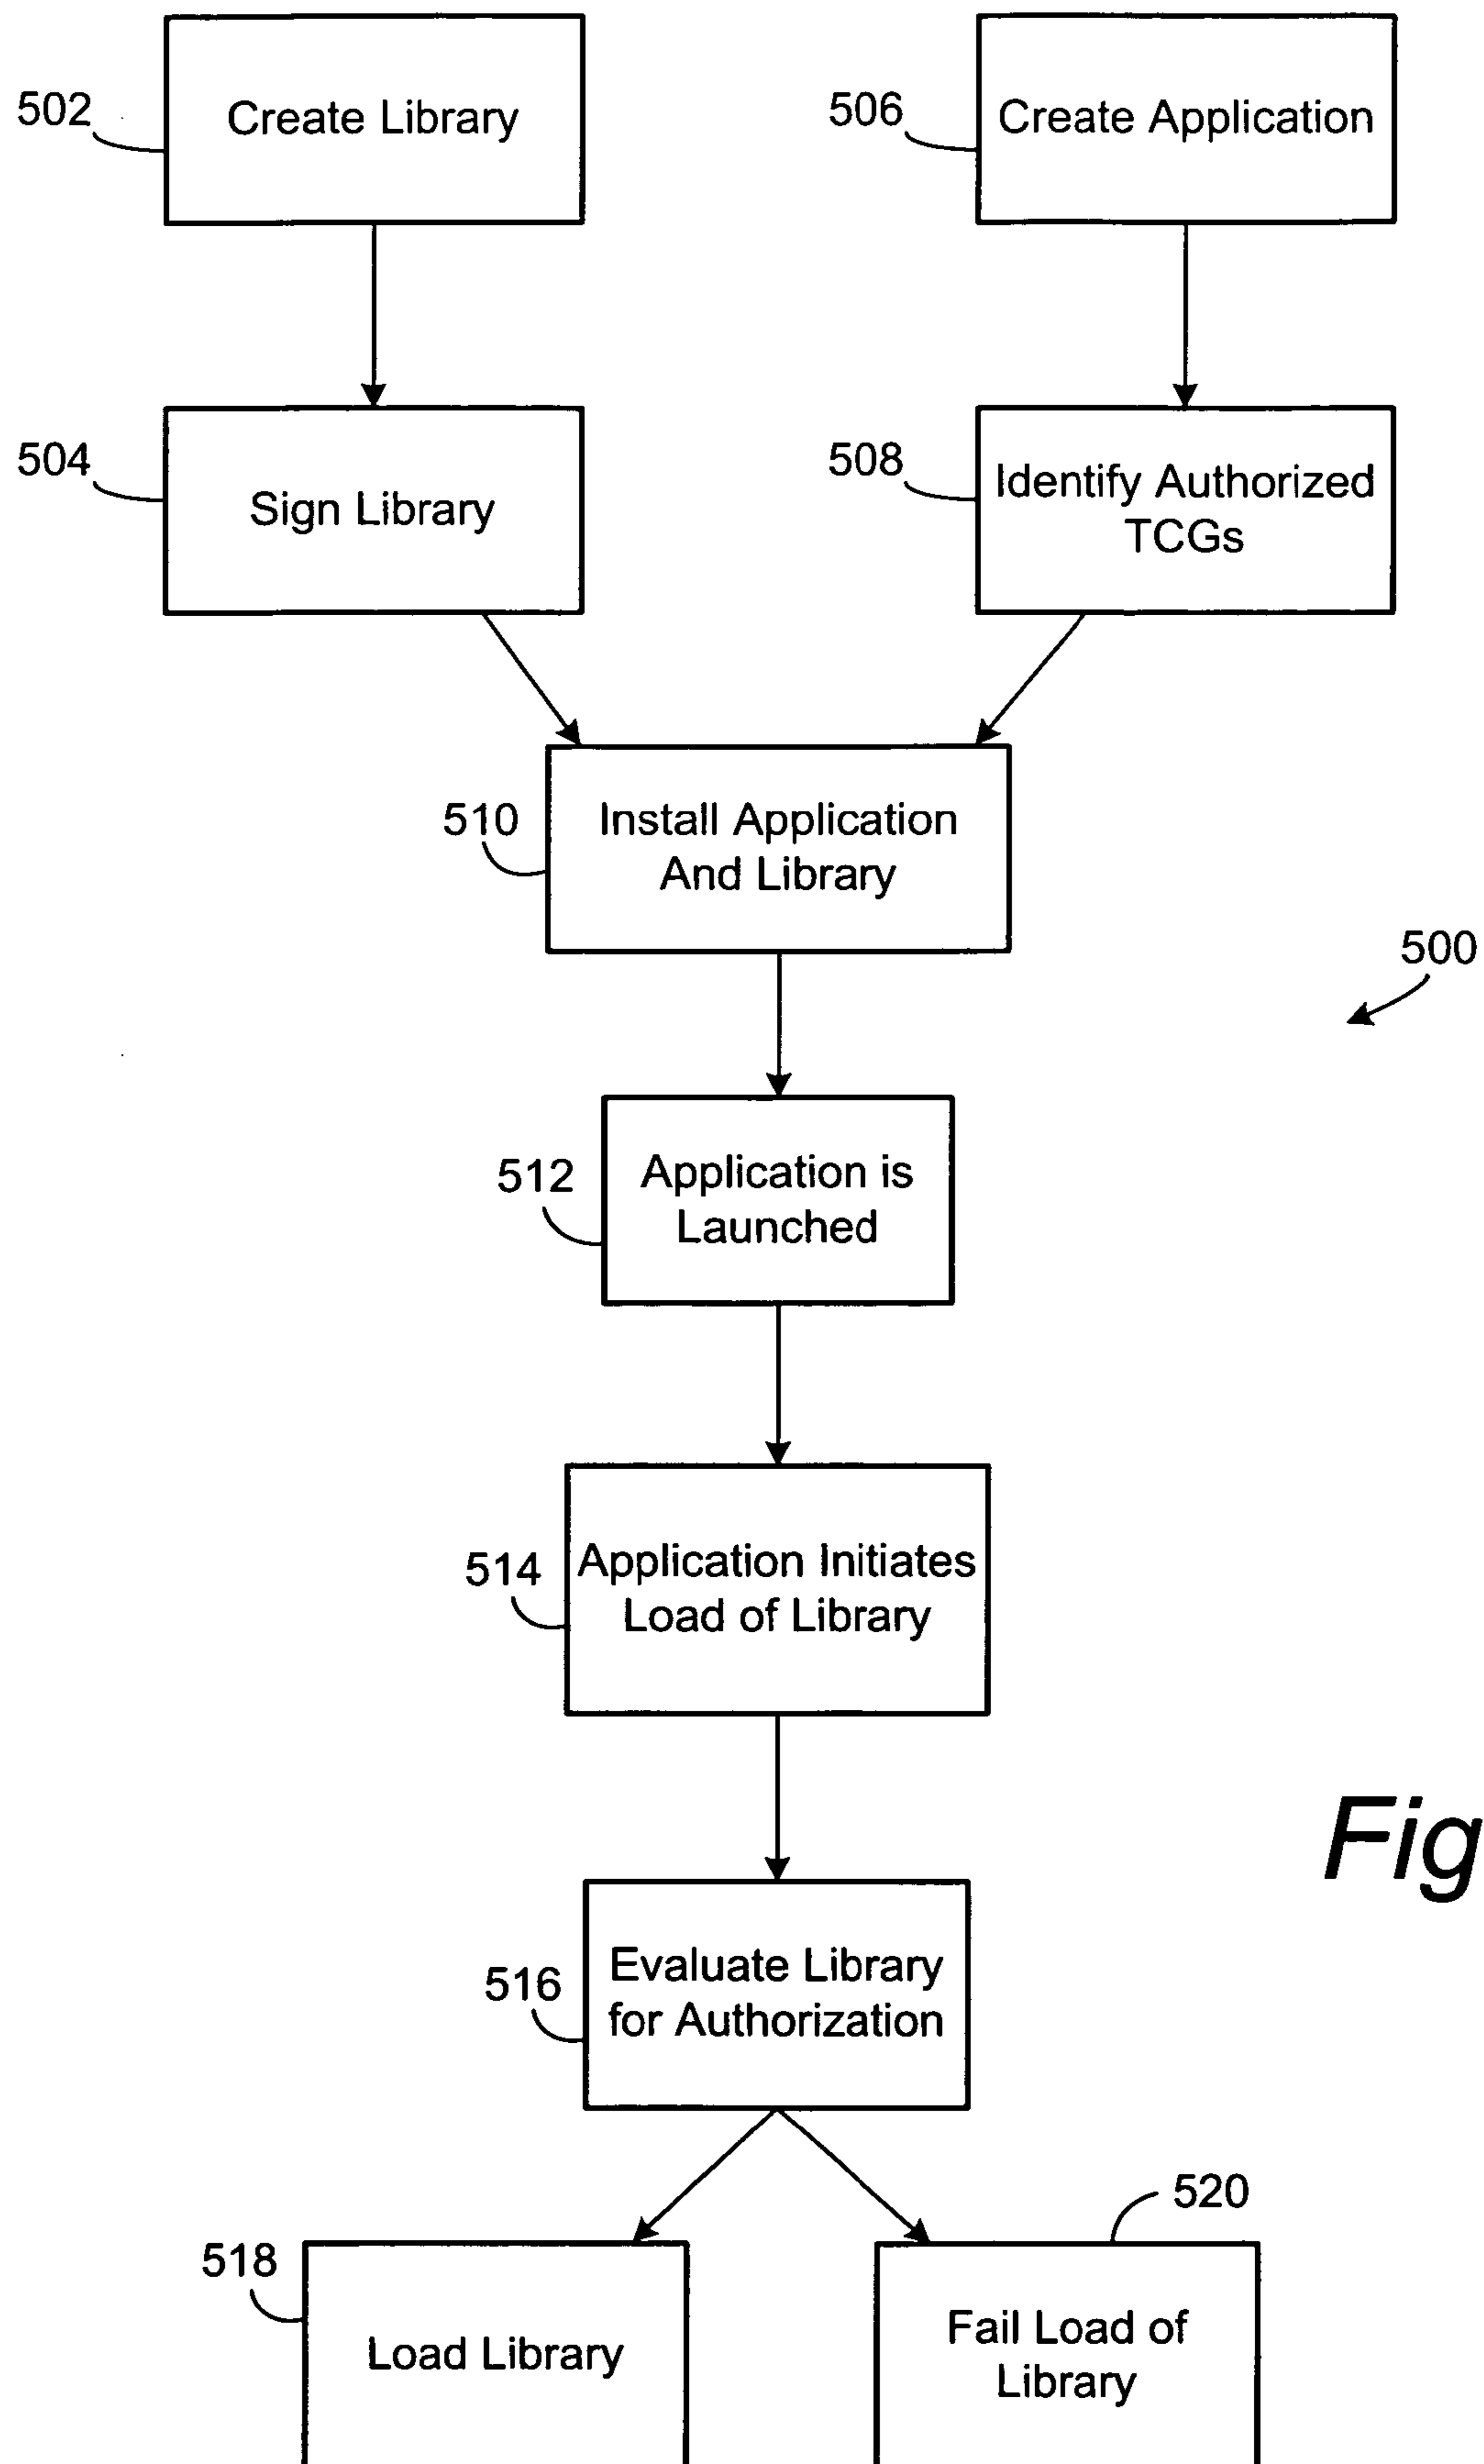 502
Create Library
506
Create Application
504
Sign Library
508
Identify Authorized
TCGs
510
Install Application
And Library
500
512
Application is
Launched
514
Application Initiates
Load of Library
Fig
516
Evaluate Library
for Authorization
520
518
Load Library
Fail Load of
Library